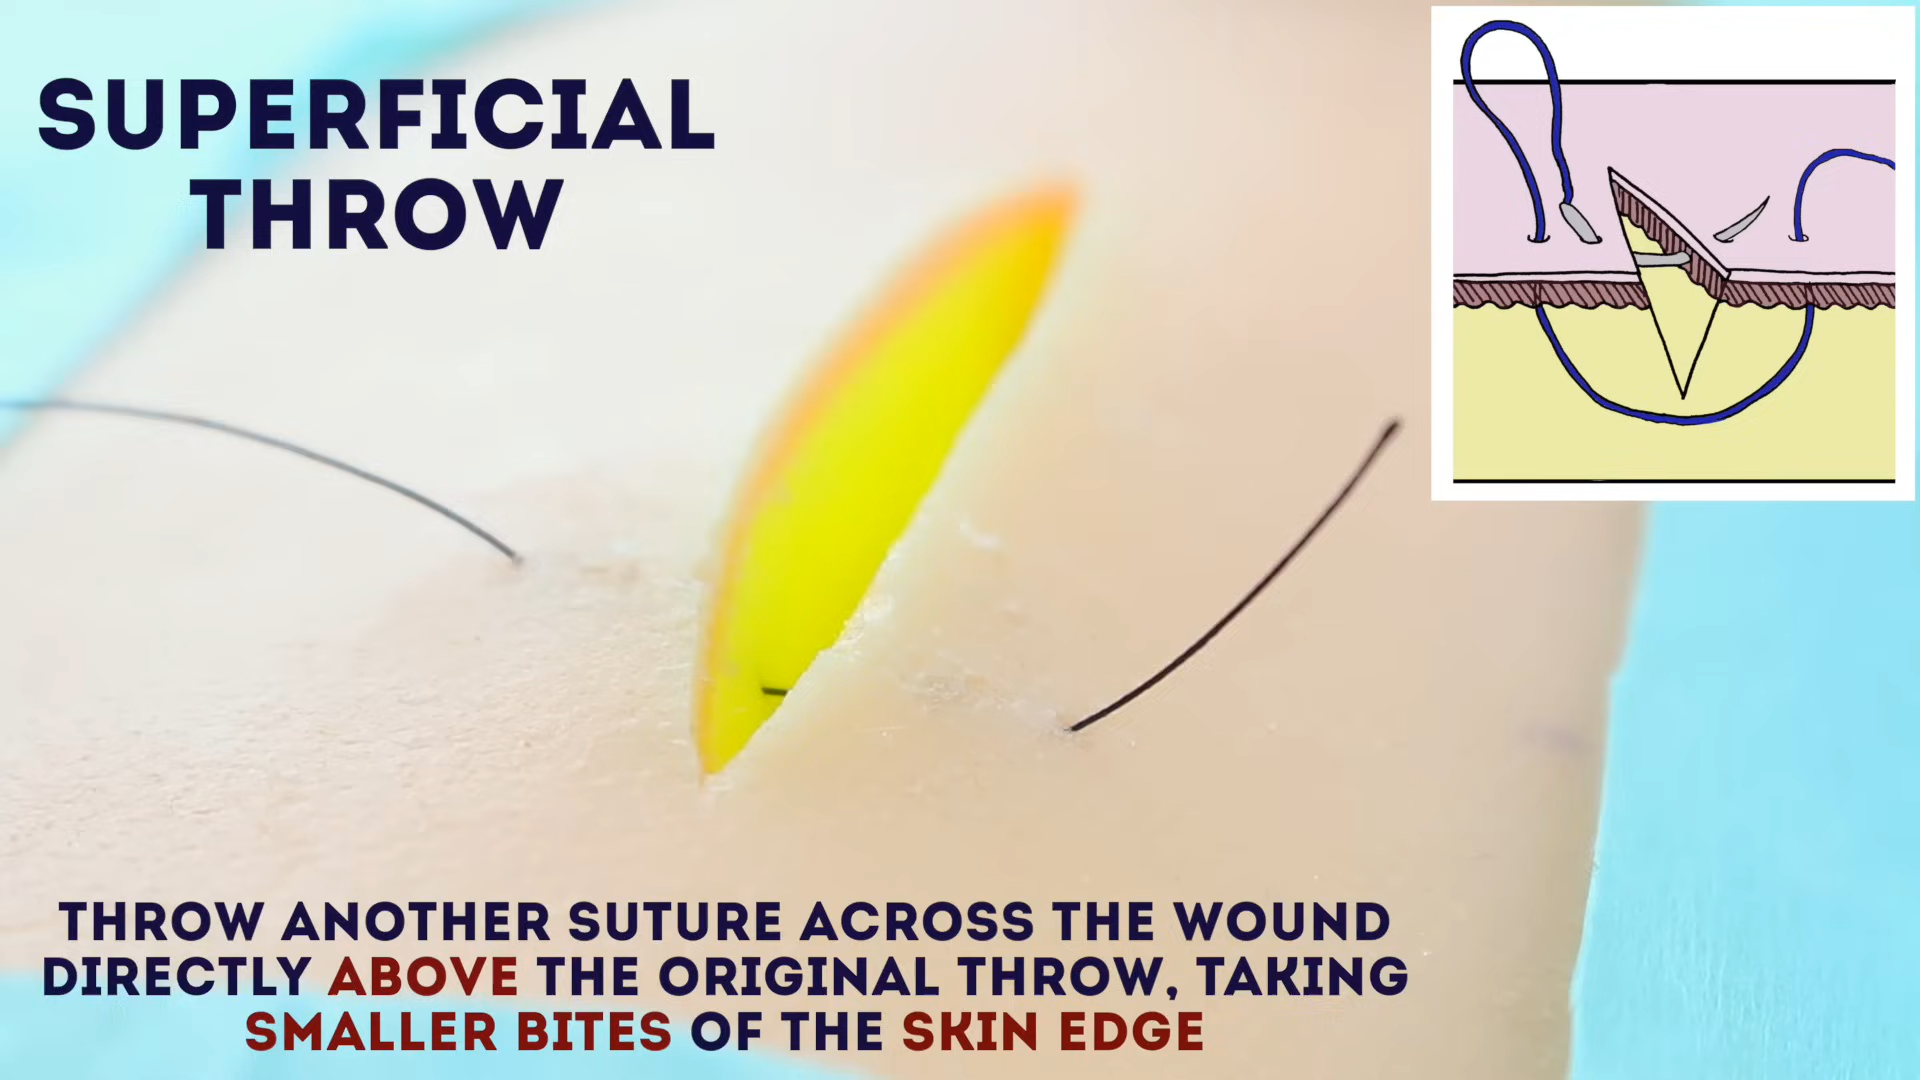 SUPERFICIAL
THROW
THROW ANOTHER SUTURE ACROSS THE WOUND
DIRECTLY ABOVE THE ORIGINAL THROW, TAKING
SMALLER BITES OF THE SKIN EDGE